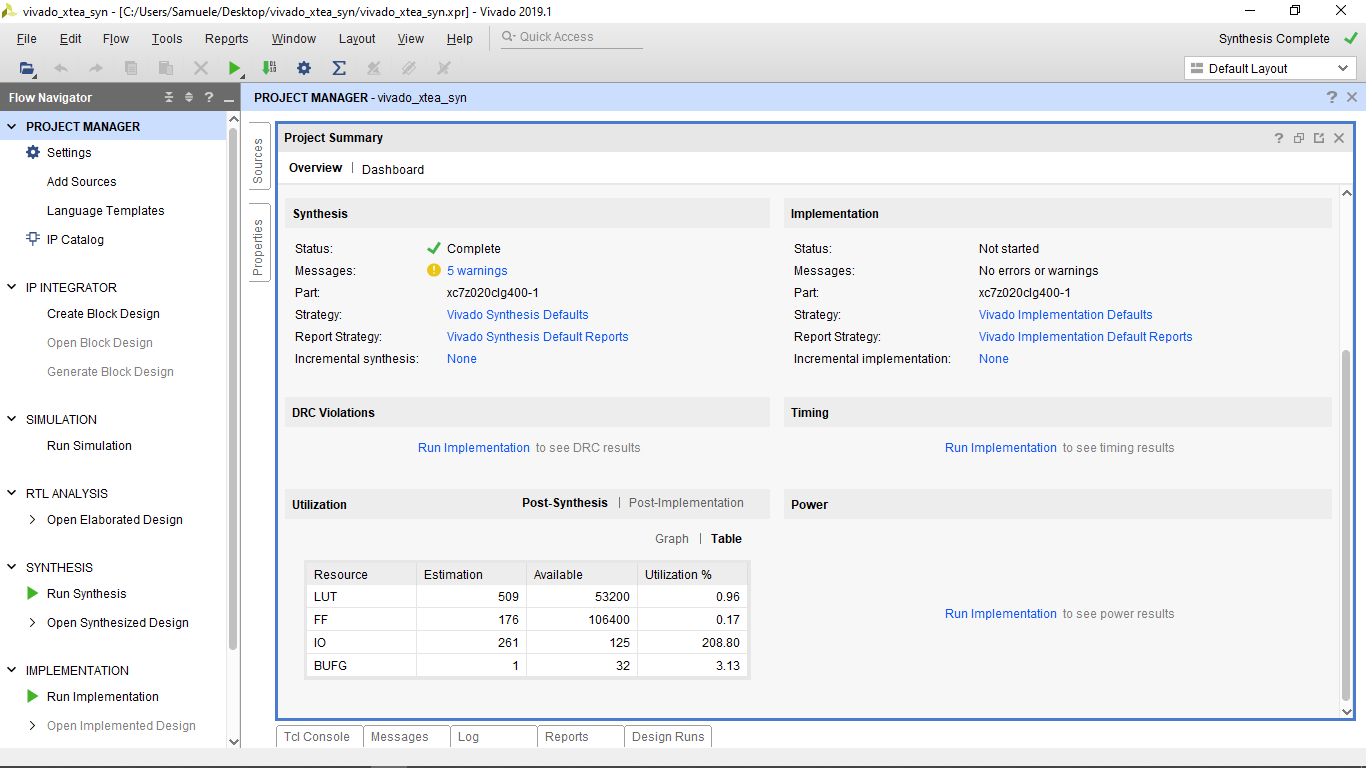 vivado_xtea_syn - [C:/Users/Samuele/Desktop/vivado_xtea_syn/vivado_xtea_syn.xpr] - Vivado 2019.1
File Edit Flow Tools Reports Window Layout View Help Quick Access
Synthesis Complete
Default Layout
Flow Navigator
PROJECT MANAGER
Settings
Add Sources
Language Templates
IP Catalog
IP INTEGRATOR
Create Block Design
Open Block Design
Generate Block Design
SIMULATION
Run Simulation
RTL ANALYSIS
Open Elaborated Design
SYNTHESIS
Run Synthesis
Open Synthesized Design
IMPLEMENTATION
Run Implementation
Open Implemented Design
PROJECT MANAGER - vivado_xtea_syn
Sources
Properties
Project Summary
Overview | Dashboard
Synthesis
Status: Complete
Messages: 5 warnings
Part: xc7z020clg400-1
Strategy: Vivado Synthesis Defaults
Report Strategy: Vivado Synthesis Default Reports
Incremental synthesis: None
Implementation
Status: Not started
Messages: No errors or warnings
Part: xc7z020clg400-1
Strategy: Vivado Implementation Defaults
Report Strategy: Vivado Implementation Default Reports
Incremental implementation: None
DRC Violations
Run Implementation to see DRC results
Timing
Run Implementation to see timing results
Utilization Post-Synthesis | Post-Implementation
Graph | Table
Resource Estimation Available Utilization %
LUT 509 53200 0.96
FF 176 106400 0.17
IO 261 125 208.80
BUFG 1 32 3.13
Power
Run Implementation to see power results
Tcl Console Messages Log Reports Design Runs